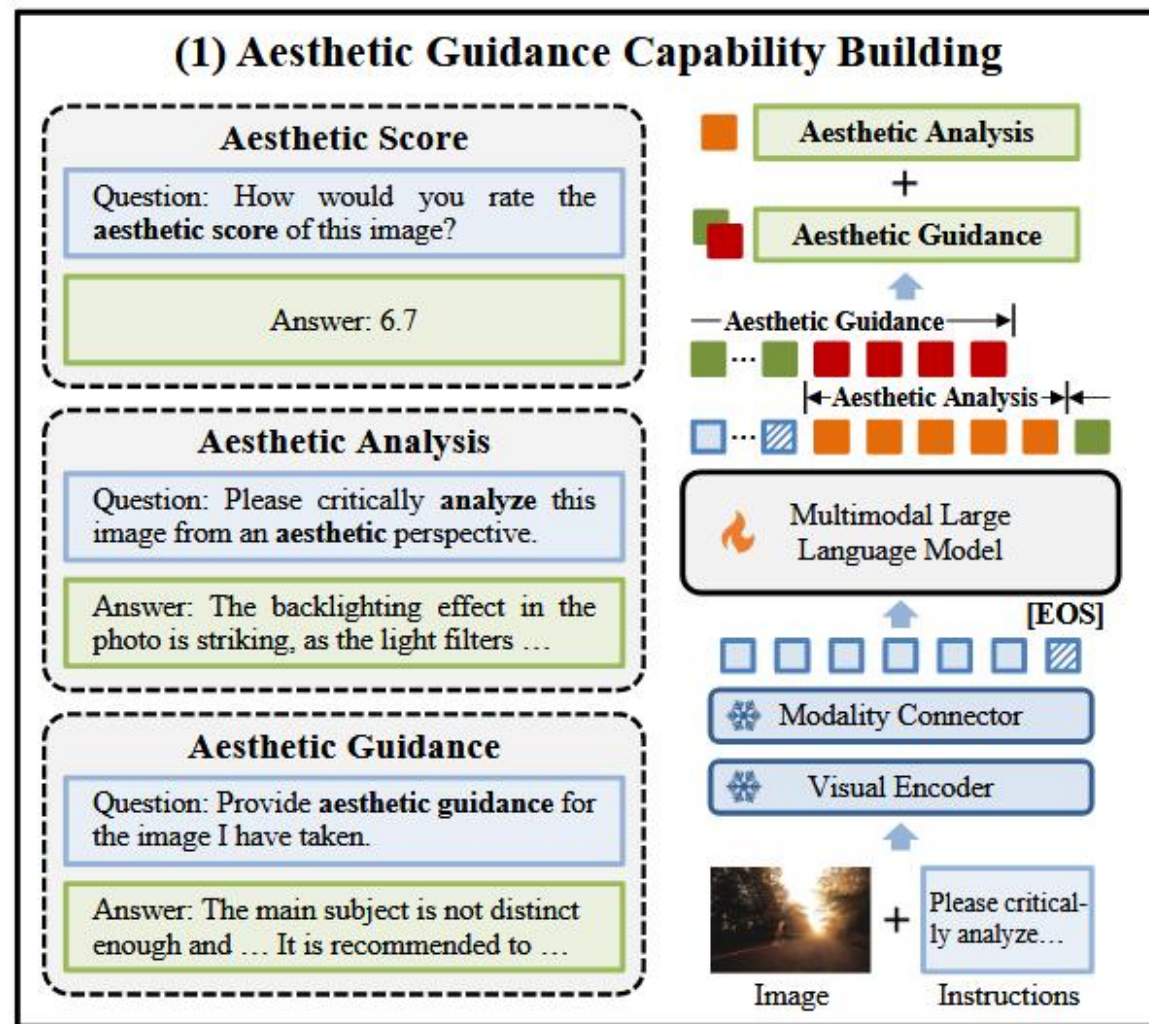 (1) Aesthetic Guidance Capability Building
Aesthetic Score
Question: How would you rate the
aesthetic score of this image?
Answer: 6.7
Aesthetic Analysis
Question: Please critically analyze this
image from an aesthetic perspective.
Answer: The backlighting effect in the
photo is striking, as the light filters …
Aesthetic Guidance
Question: Provide aesthetic guidance for
the image I have taken.
Answer: The main subject is not distinct
enough and … It is recommended to …
Aesthetic Analysis
+
Aesthetic Guidance
Aesthetic Guidance
...
Aesthetic Analysis
...
Multimodal Large
Language Model
[EOS]
Modality Connector
Visual Encoder
+
Please critical-
ly analyze…
Image
Instructions